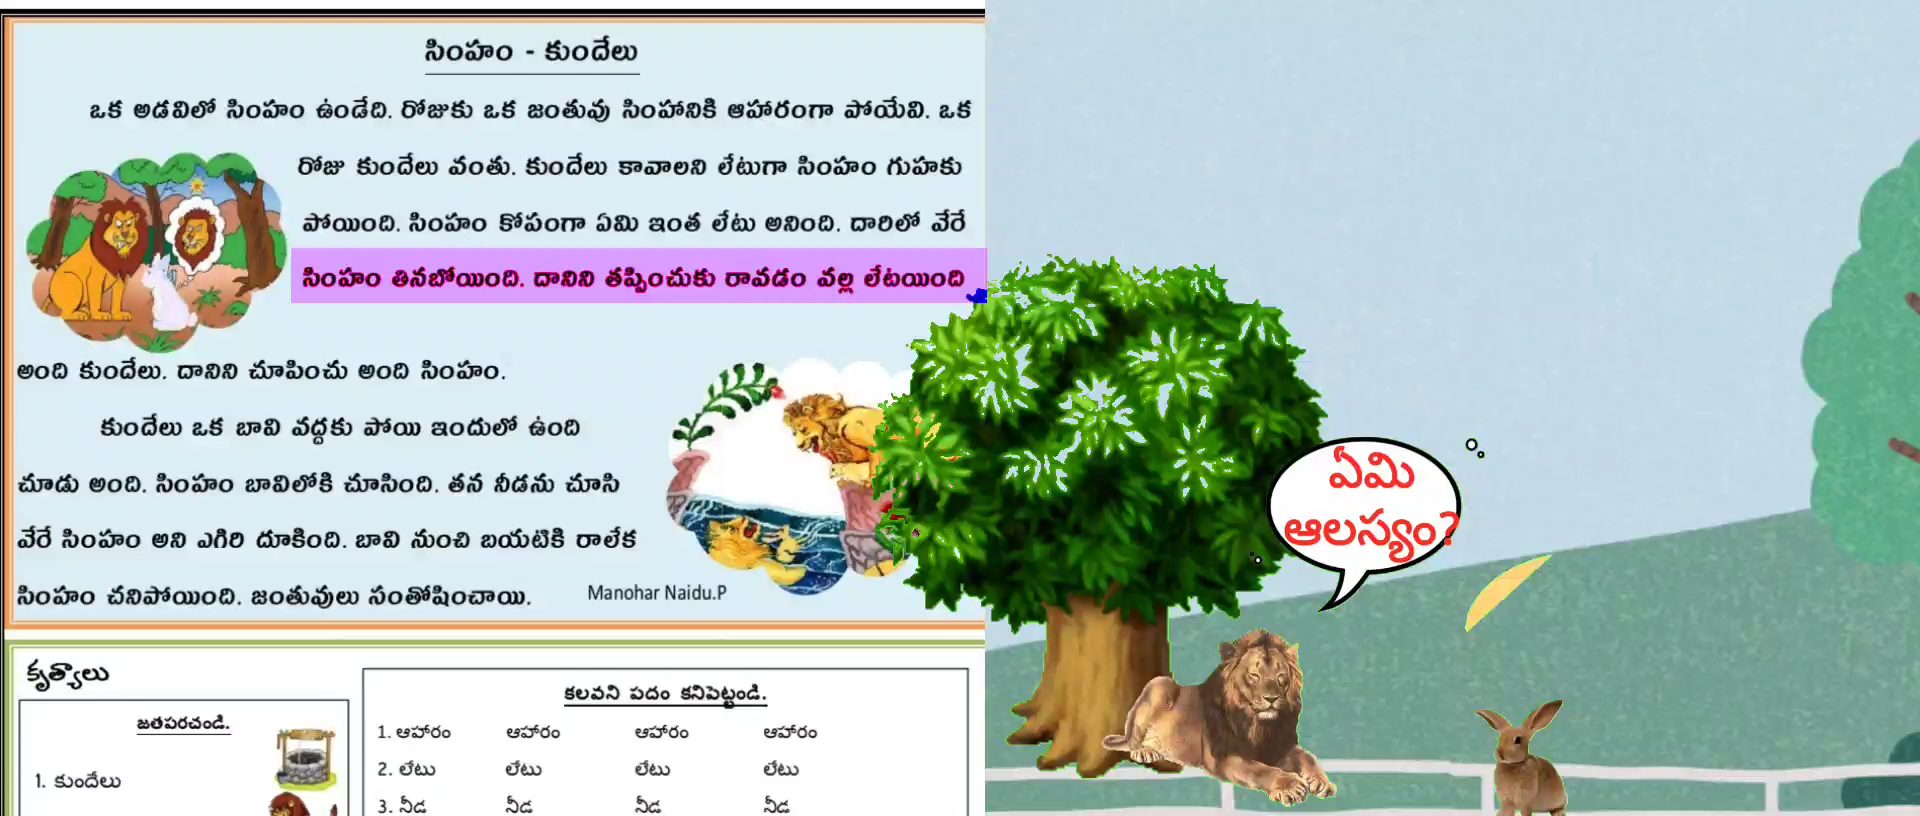 సింహం - కుందేలు
ఒక అడవిలో సింహం ఉండేది. రోజుకు ఒక జంతువు సింహానికి ఆహారంగా పోయేవి. ఒక
రోజు కుందేలు వంతు. కుందేలు కావాలని లేటుగా సింహం గుహకు
పోయింది. సింహం కోపంగా ఏమి ఇంత లేటు అనింది. దారిలో వేరే
సింహం తినబోయింది. దానిని తప్పించుకు రావడం వల్ల లేటయింది
అంది కుందేలు. దానిని చూపించు అంది సింహం.
కుందేలు ఒక బావి వద్దకు పోయి ఇందులో ఉంది
చూడు అంది. సింహం బావిలోకి చూసింది. తన నీడను చూసి
వేరే సింహం అని ఎగిరి దూకింది. బావి నుంచి బయటికి రాలేక
సింహం చనిపోయింది. జంతువులు సంతోషించాయి.
Manohar Naidu.P
కృత్యాలు
జతపరచండి.
1. కుందేలు
కలవని పదం కనిపెట్టండి.
1. ఆహారం ఆహారం ఆహారం ఆహారం
2. లేటు లేటు లేటు లేటు
3. నీడ నీడ నీడ నీడ
ఏమి
ఆలస్యం?